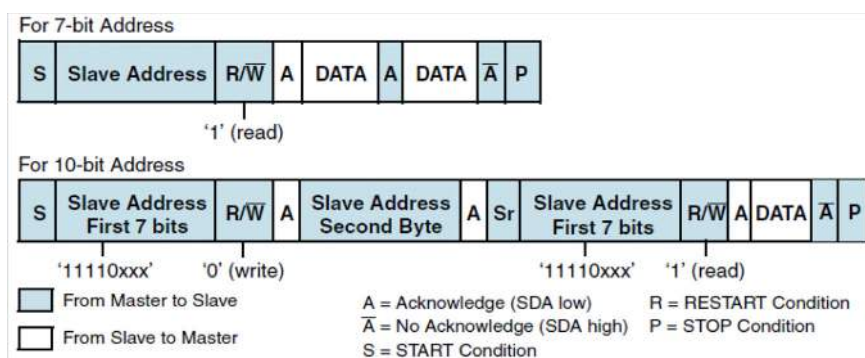 For 7-bit Address
S Slave Address R/W̅ A DATA A DATA A̅ P
‘1’ (read)
For 10-bit Address
S Slave Address First 7 bits R/W̅ A Slave Address Second Byte A Sr Slave Address First 7 bits R/W̅ A DATA A̅ P
‘11110xxx’ ‘0’ (write) ‘11110xxx’ ‘1’ (read)
From Master to Slave
From Slave to Master
A = Acknowledge (SDA low)
A̅ = No Acknowledge (SDA high)
S = START Condition
R = RESTART Condition
P = STOP Condition